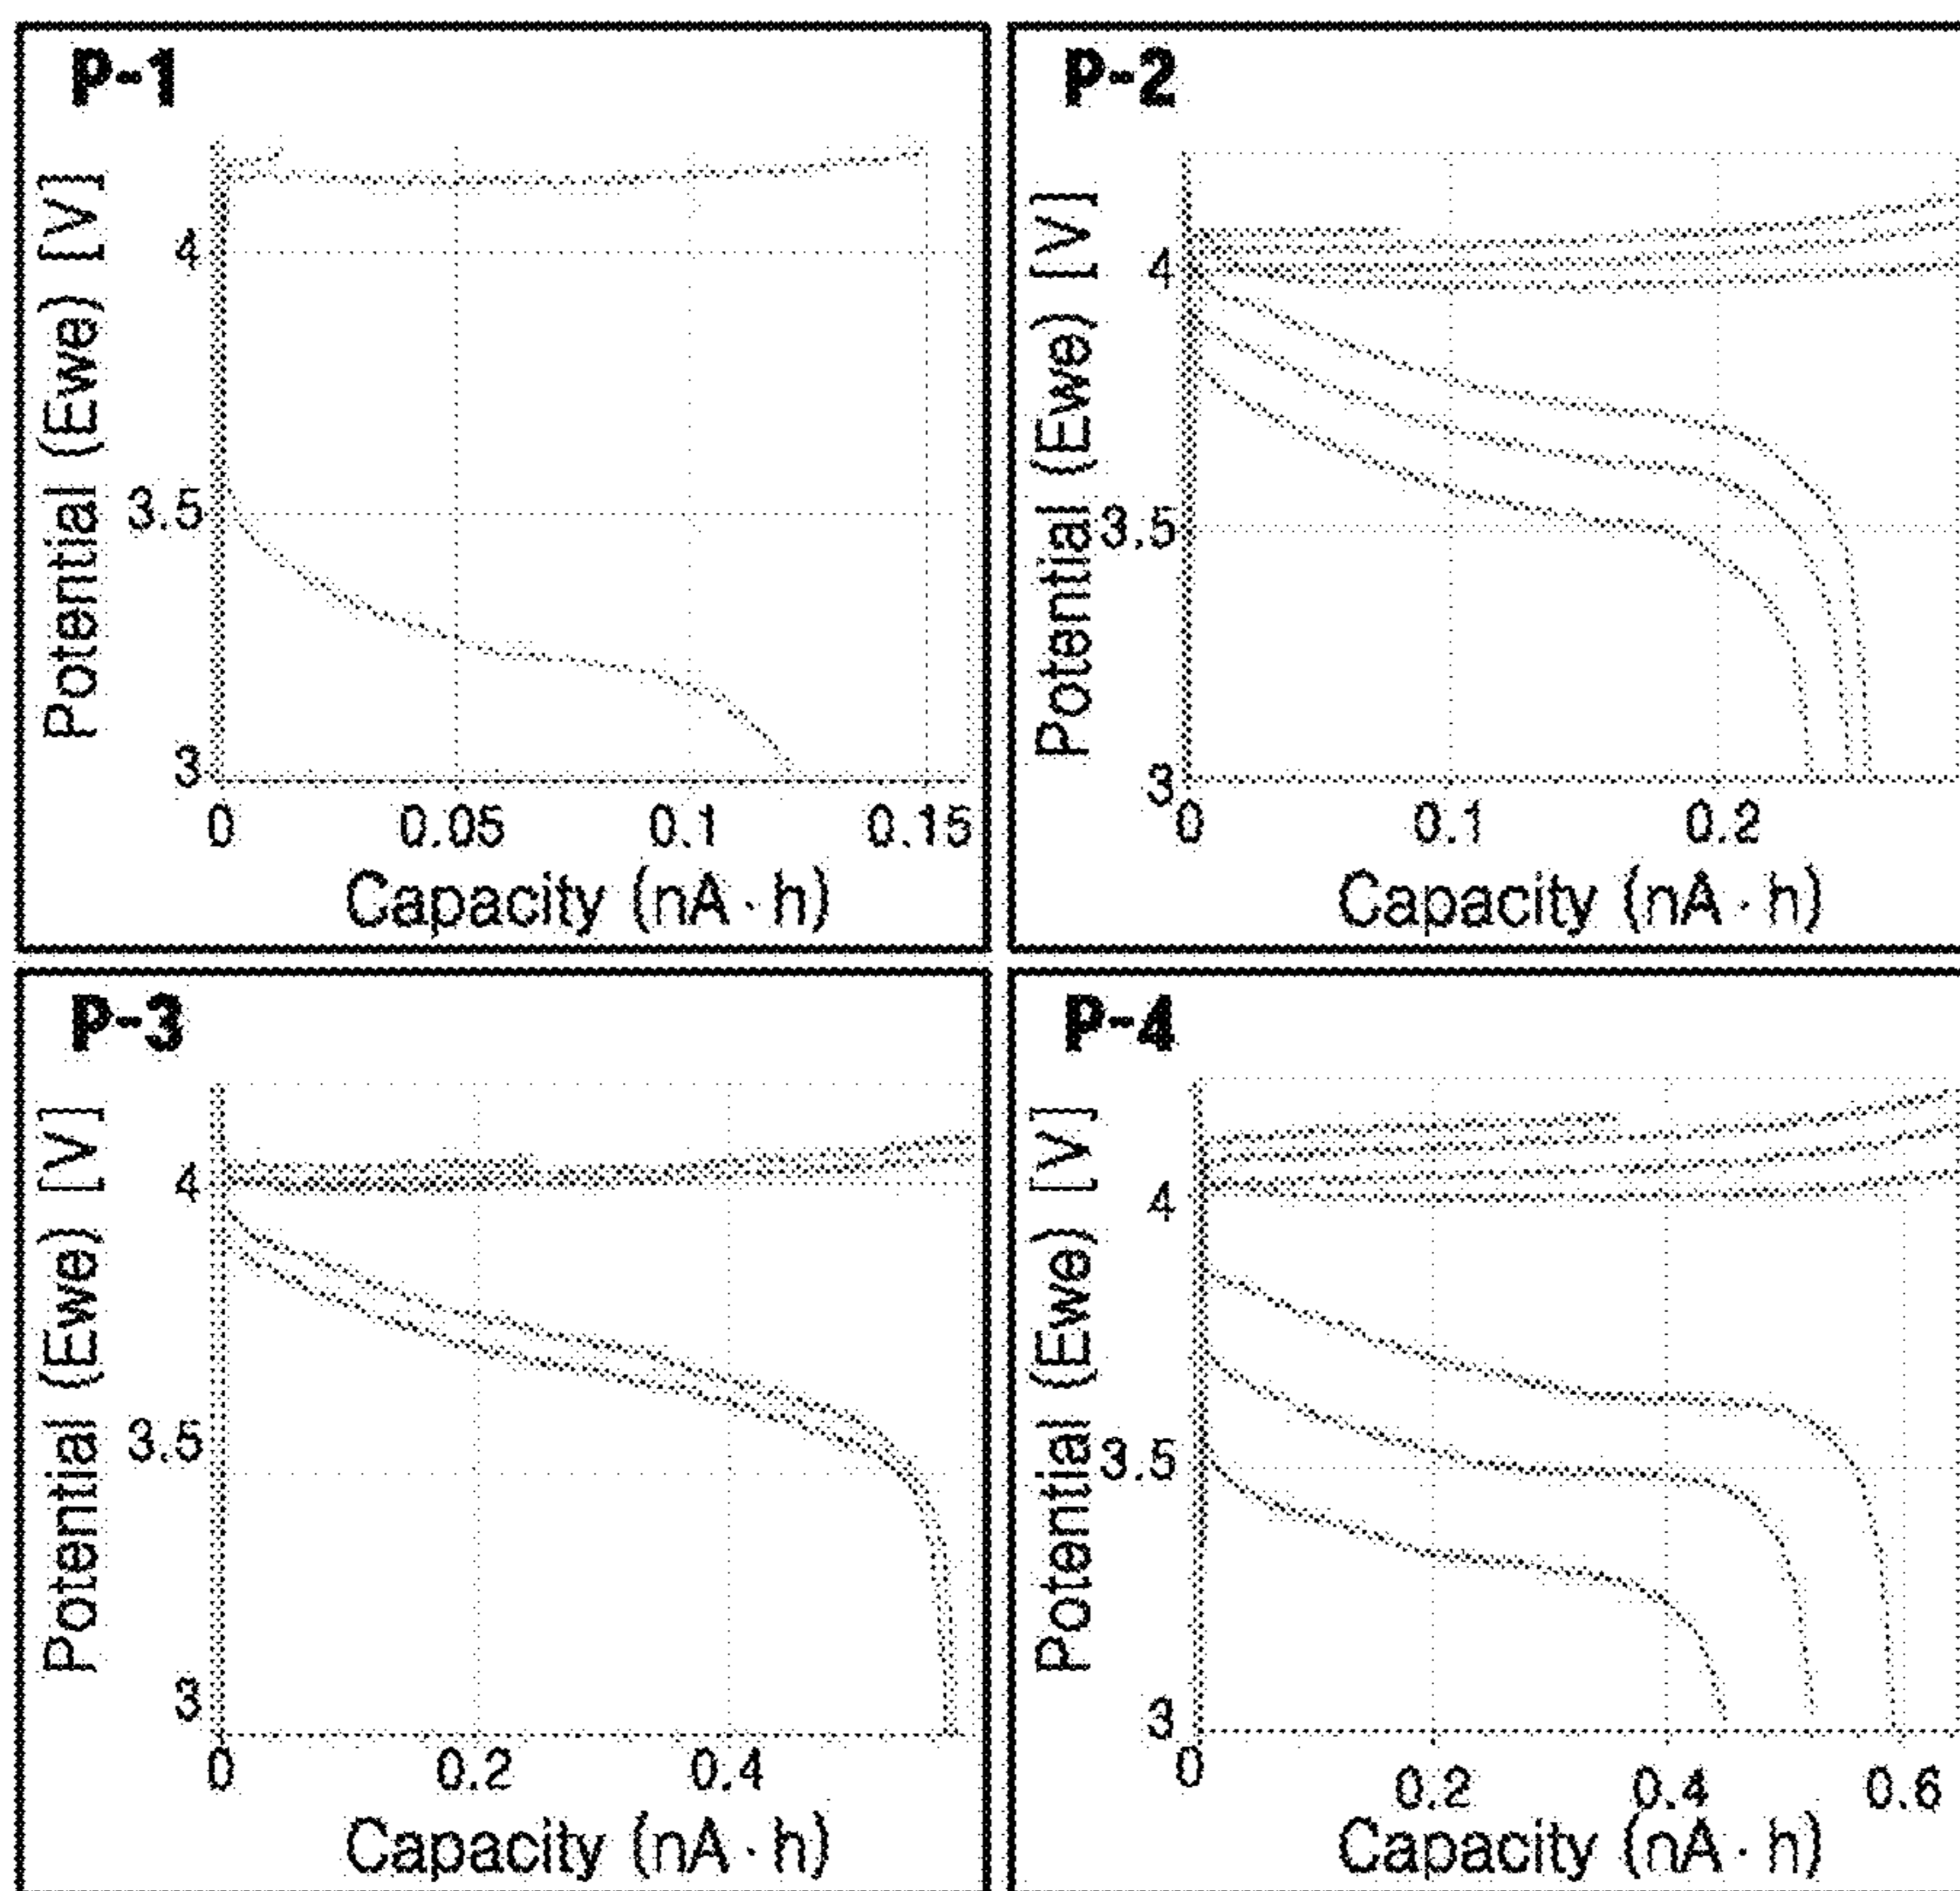 P-1
Potential (Ewe) [V]
4
3.5
3
0 0.05 0.1 0.15
Capacity (nA · h)
P-2
Potential (Ewe) [V]
4
3.5
3
0 0.1 0.2
Capacity (nA · h)
P-3
Potential (Ewe) [V]
4
3.5
3
0 0.2 0.4
Capacity (nA · h)
P-4
Potential (Ewe) [V]
4
3.5
3
0 0.2 0.4 0.6
Capacity (nA · h)